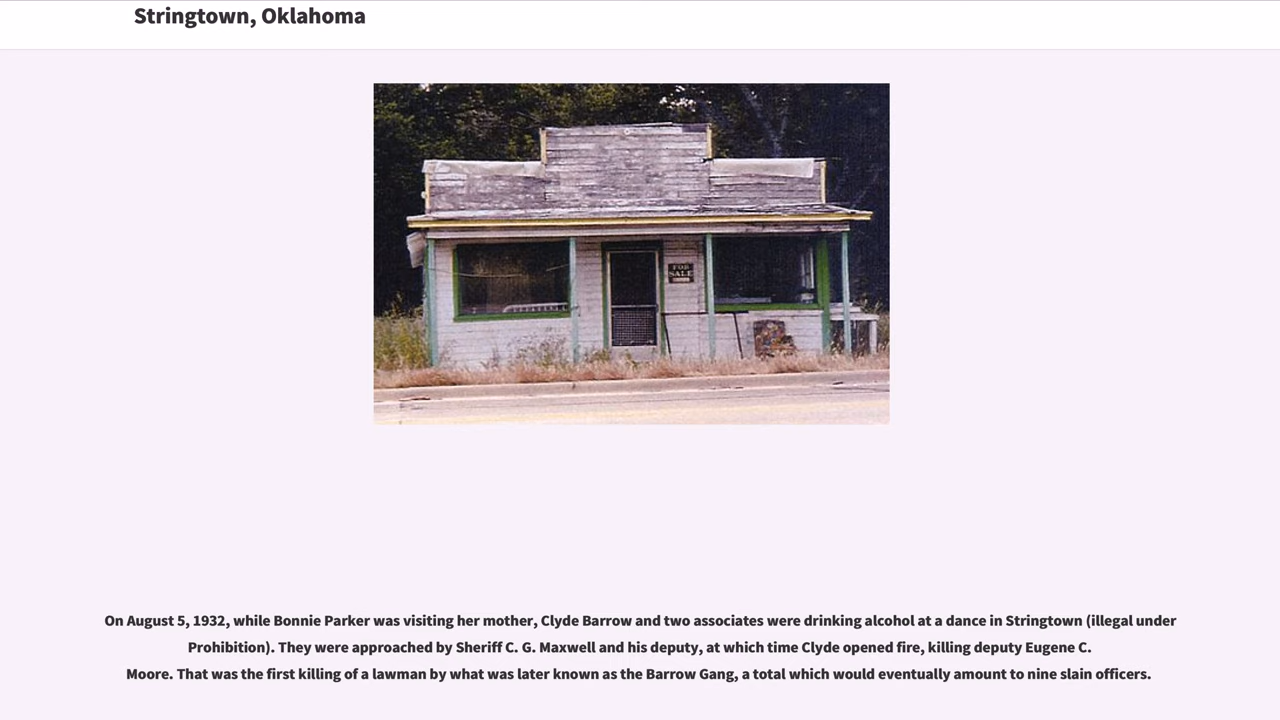 Stringtown, Oklahoma
FOR
SALE
On August 5, 1932, while Bonnie Parker was visiting her mother, Clyde Barrow and two associates were drinking alcohol at a dance in Stringtown (illegal under
Prohibition). They were approached by Sheriff C. G. Maxwell and his deputy, at which time Clyde opened fire, killing deputy Eugene C.
Moore. That was the first killing of a lawman by what was later known as the Barrow Gang, a total which would eventually amount to nine slain officers.